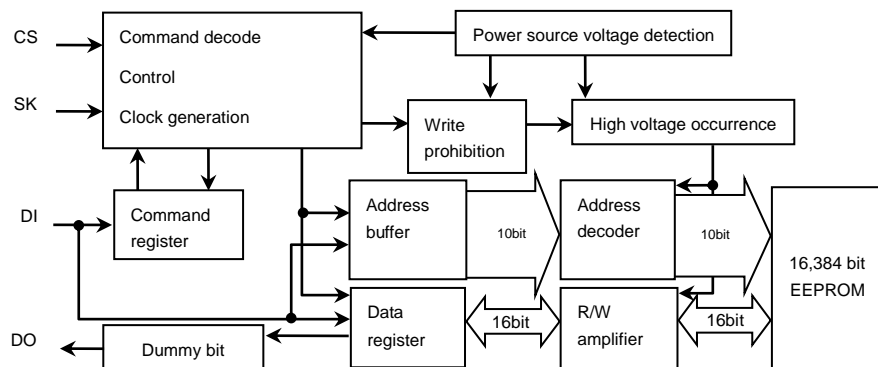 CS
Command decode
Power source voltage detection
Control
SK
Clock generation
Write
prohibition
High voltage occurrence
DI
Command
register
Address
buffer
10bit
Address
decoder
10bit
16,384 bit
EEPROM
Data
register
16bit
R/W
amplifier
16bit
DO
Dummy bit